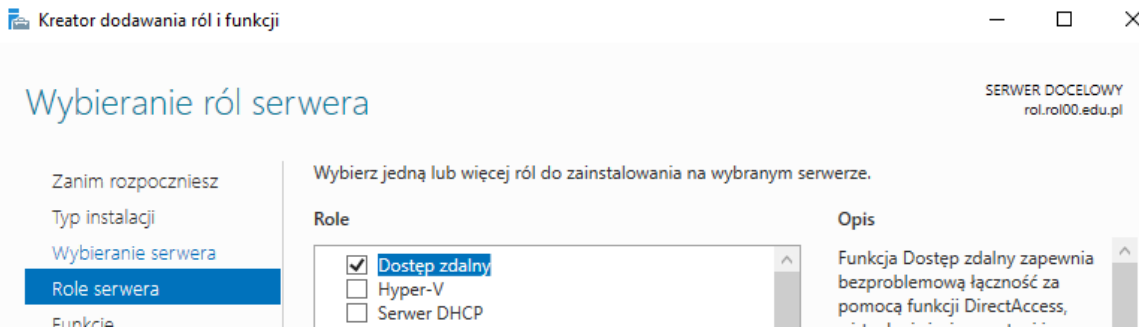 Kreator dodawania ról i funkcji
Wybieranie ról serwera
SERWER DOCELOWY
rol.rol00.edu.pl
Zanim rozpoczniesz
Typ instalacji
Wybieranie serwera
Role serwera
Funkcje
Wybierz jedną lub więcej ról do zainstalowania na wybranym serwerze.
Role
Dostęp zdalny
Hyper-V
Serwer DHCP
Opis
Funkcja Dostęp zdalny zapewnia
bezproblemową łączność za
pomocą funkcji DirectAccess,